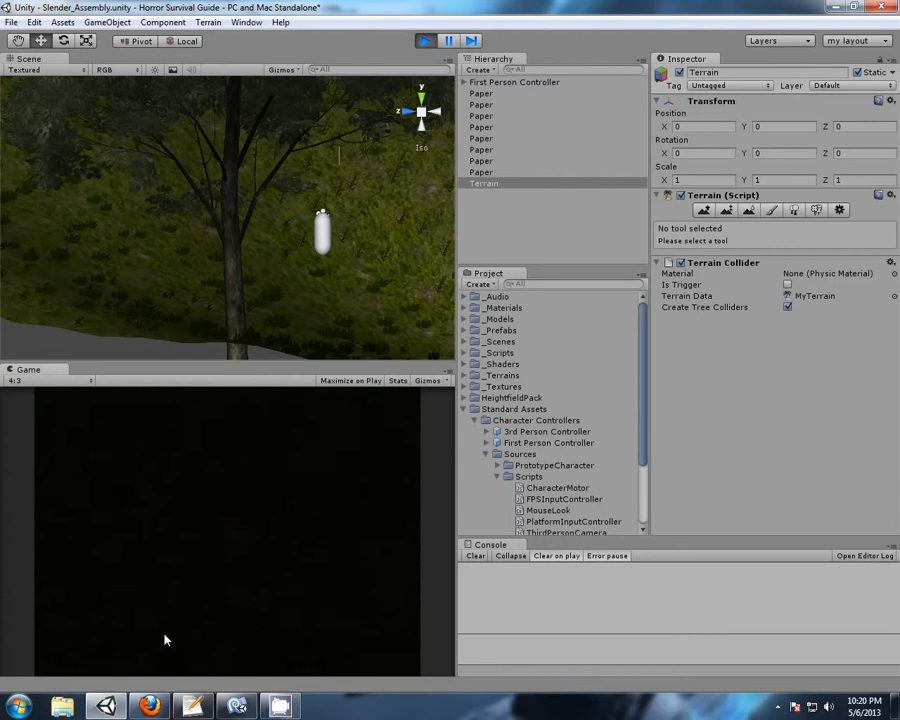 Unity - Slender_Assembly.unity - Horror Survival Guide - PC and Mac Standalone*
File Edit Assets GameObject Component Terrain Window Help
Pivot Local Layers my layout
Scene
Textured RGB Gizmos All
y
z
Iso
Game
4:3 Maximize on Play Stats Gizmos
Hierarchy
Create All
First Person Controller
Paper
Paper
Paper
Paper
Paper
Paper
Paper
Paper
Terrain
Project
Create All
_Audio
_Materials
_Models
_Prefabs
_Scenes
_Scripts
_Shaders
_Terrains
_Textures
HeightfieldPack
Standard Assets
Character Controllers
3rd Person Controller
First Person Controller
Sources
PrototypeCharacter
Scripts
CharacterMotor
FPSInputController
MouseLook
PlatformInputController
ThirdPersonCamera
Console
Clear Collapse Clear on play Error pause Open Editor Log
Inspector
Terrain Static
Tag Untagged Layer Default
Transform
Position
X 0 Y 0 Z 0
Rotation
X 0 Y 0 Z 0
Scale
X 1 Y 1 Z 1
Terrain (Script)
No tool selected
Please select a tool
Terrain Collider
Material None (Physic Material)
Is Trigger
Terrain Data MyTerrain
Create Tree Colliders
10:20 PM
5/6/2013